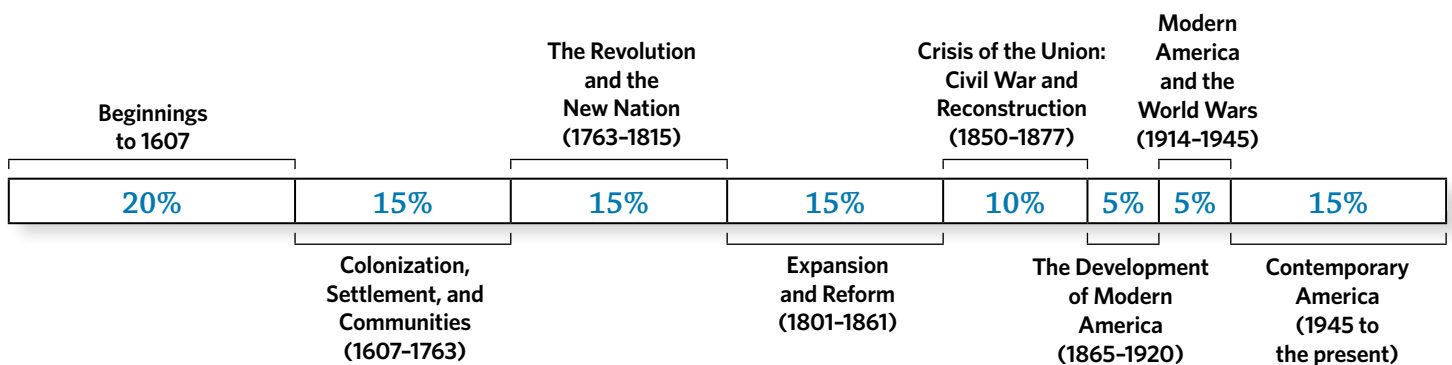 Beginnings
to 1607
The Revolution
and the
New Nation
(1763–1815)
Crisis of the Union:
Civil War and
Reconstruction
(1850–1877)
Modern
America
and the
World Wars
(1914–1945)
20%
15%
15%
15%
10%
5%
5%
15%
Colonization,
Settlement, and
Communities
(1607–1763)
Expansion
and Reform
(1801–1861)
The Development
of Modern
America
(1865–1920)
Contemporary
America
(1945 to
the present)